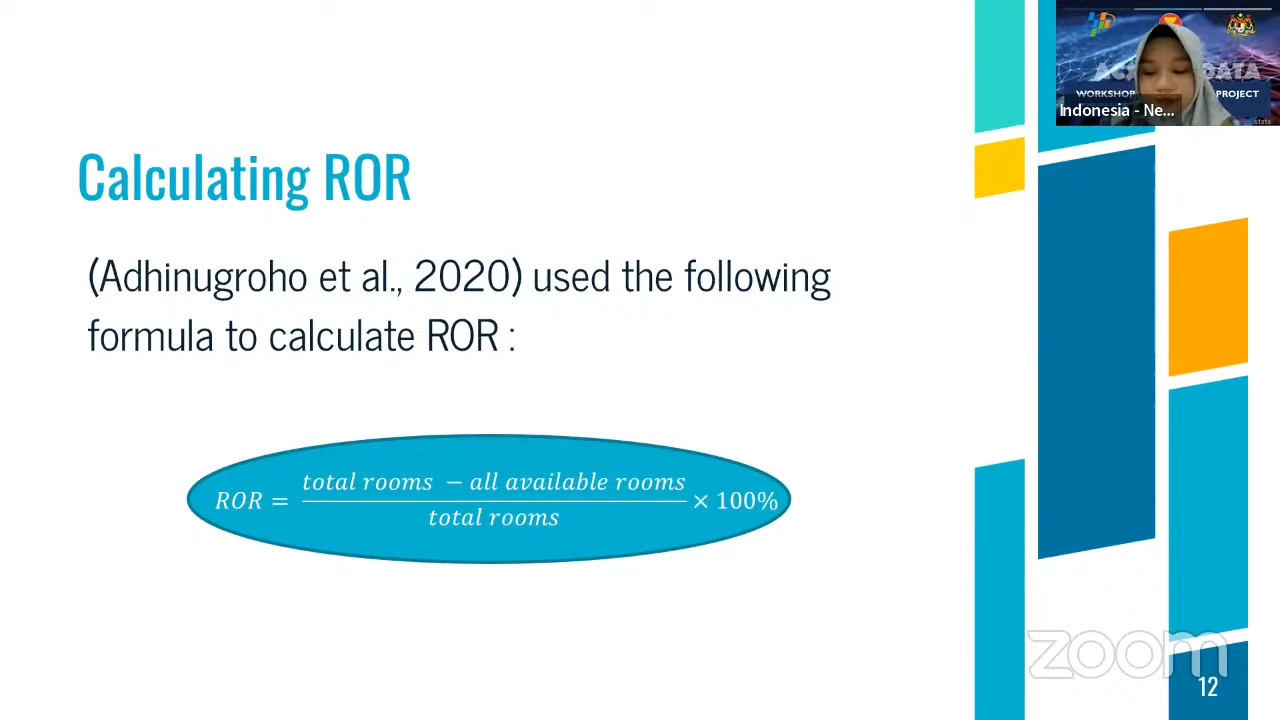 WORKSHOP
PROJECT
Indonesia - Ne...
stats
Calculating ROR
(Adhinugroho et al., 2020) used the following
formula to calculate ROR :
ROR = total rooms − all available rooms / total rooms × 100%
zoom
12